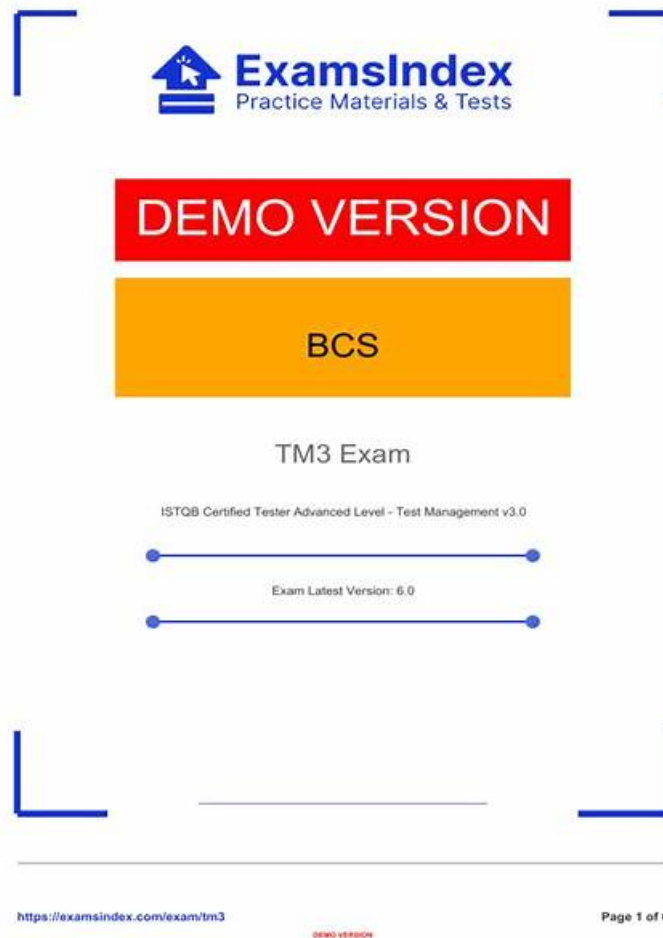 ExamsIndex
Practice Materials & Tests
DEMO VERSION
BCS
TM3 Exam
ISTQB Certified Tester Advanced Level - Test Management v3.0
Exam Latest Version: 6.0
https://examsindex.com/exam/tm3
Page 1 of
DEMO VERSION